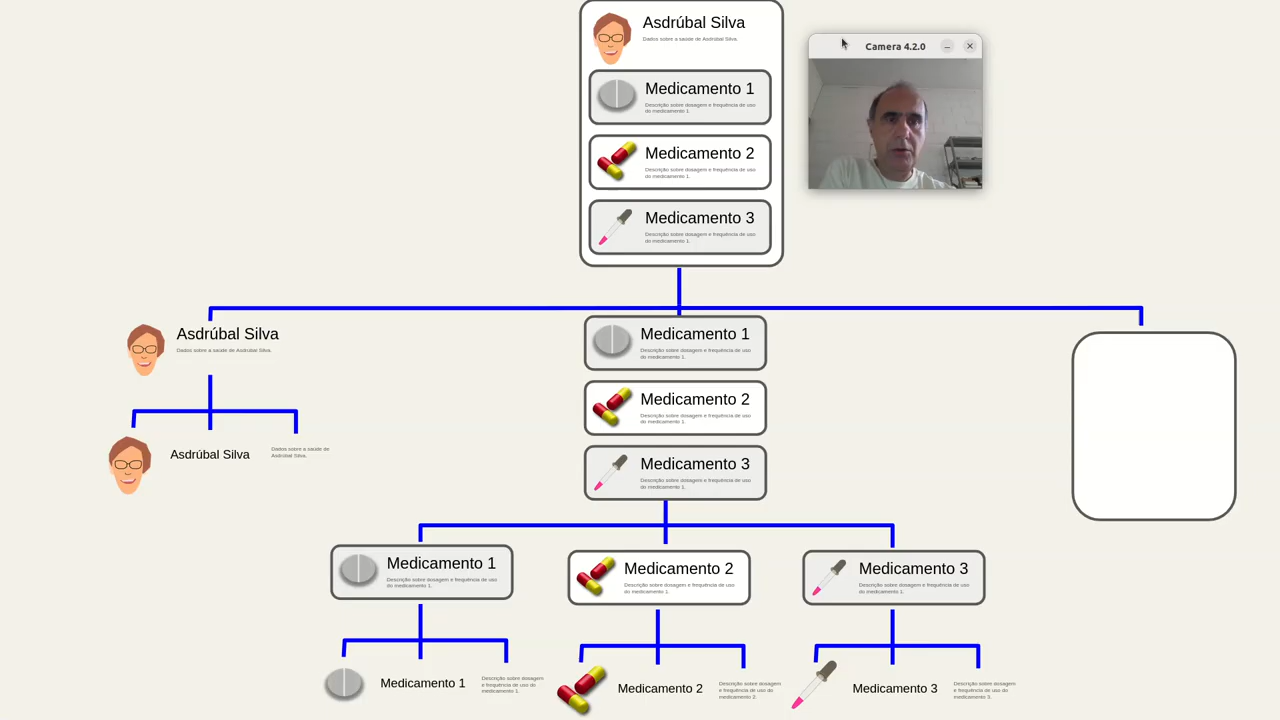 Asdrúbal Silva
Dados sobre a saúde de Asdrúbal Silva.
Camera 4.2.0
Medicamento 1
Descrição sobre dosagem e frequência de uso
do medicamento 1.
Medicamento 2
Descrição sobre dosagem e frequência de uso
do medicamento 1.
Medicamento 3
Descrição sobre dosagem e frequência de uso
do medicamento 1.
Asdrúbal Silva
Dados sobre a saúde de Asdrúbal Silva.
Medicamento 1
Descrição sobre dosagem e frequência de uso
do medicamento 1.
Medicamento 2
Descrição sobre dosagem e frequência de uso
do medicamento 1.
Asdrúbal Silva
Dados sobre a saúde de
Asdrúbal Silva.
Medicamento 3
Descrição sobre dosagem e frequência de uso
do medicamento 1.
Medicamento 1
Descrição sobre dosagem e frequência de uso
do medicamento 1.
Medicamento 2
Descrição sobre dosagem e frequência de uso
do medicamento 1.
Medicamento 3
Descrição sobre dosagem e frequência de uso
do medicamento 1.
Medicamento 1
Descrição sobre dosagem
e frequência de uso do
medicamento 1.
Medicamento 2
Descrição sobre dosagem
e frequência de uso do
medicamento 2.
Medicamento 3
Descrição sobre dosagem
e frequência de uso do
medicamento 3.